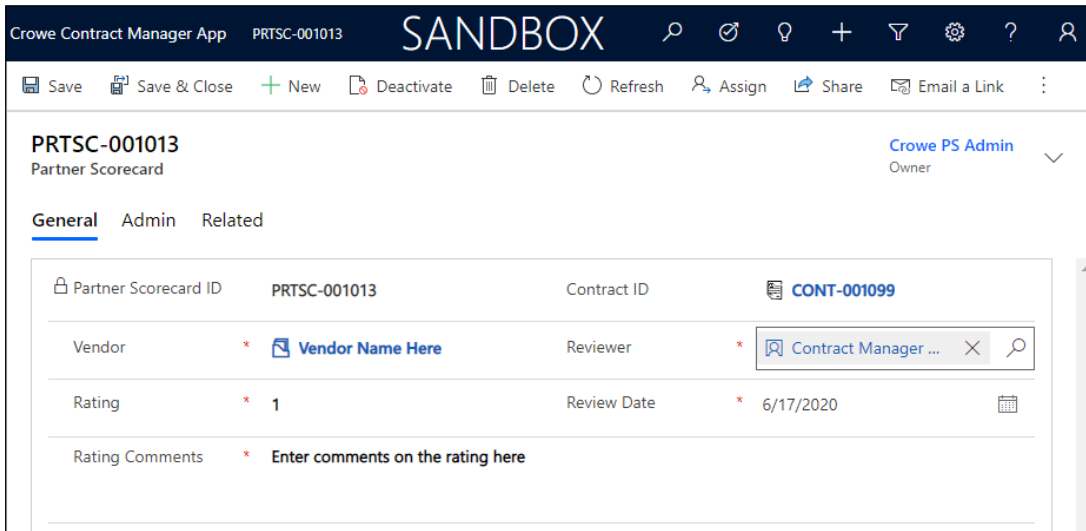 Crowe Contract Manager App PRTSC-001013 SANDBOX ?
Save Save & Close New Deactivate Delete Refresh Assign Share Email a Link
PRTSC-001013 Crowe PS Admin
Partner Scorecard Owner
General Admin Related
Partner Scorecard ID PRTSC-001013 Contract ID CONT-001099
Vendor * Vendor Name Here Reviewer * Contract Manager ...
Rating * 1 Review Date * 6/17/2020
Rating Comments * Enter comments on the rating here